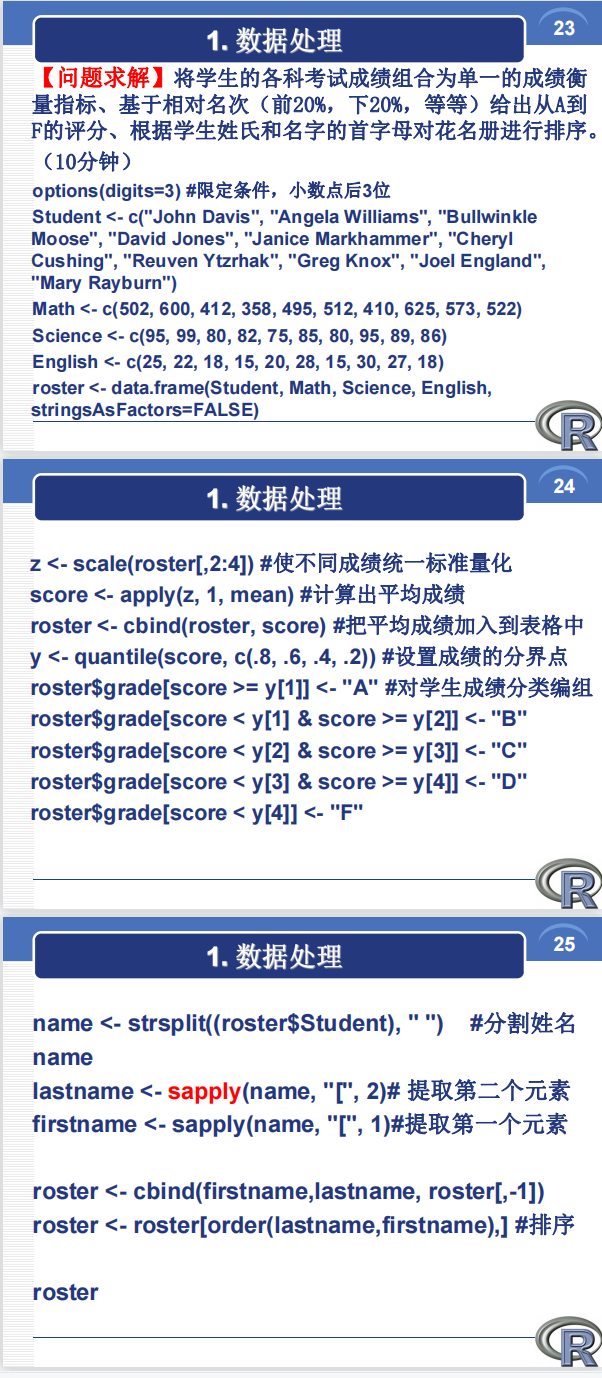 23
1. 数据处理
【问题求解】将学生的各科考试成绩组合为单一的成绩衡
量指标、基于相对名次（前20%，下20%，等等）给出从A到
F的评分、根据学生姓氏和名字的首字母对花名册进行排序。
（10分钟）
options(digits=3) #限定条件，小数点后3位
Student <- c("John Davis", "Angela Williams", "Bullwinkle
Moose", "David Jones", "Janice Markhammer", "Cheryl
Cushing", "Reuven Ytzrhak", "Greg Knox", "Joel England",
"Mary Rayburn")
Math <- c(502, 600, 412, 358, 495, 512, 410, 625, 573, 522)
Science <- c(95, 99, 80, 82, 75, 85, 80, 95, 89, 86)
English <- c(25, 22, 18, 15, 20, 28, 15, 30, 27, 18)
roster <- data.frame(Student, Math, Science, English,
stringsAsFactors=FALSE)
R
24
1. 数据处理
z <- scale(roster[,2:4]) #使不同成绩统一标准量化
score <- apply(z, 1, mean) #计算出平均成绩
roster <- cbind(roster, score) #把平均成绩加入到表格中
y <- quantile(score, c(.8, .6, .4, .2)) #设置成绩的分界点
roster$grade[score >= y[1]] <- "A" #对学生成绩分类编组
roster$grade[score < y[1] & score >= y[2]] <- "B"
roster$grade[score < y[2] & score >= y[3]] <- "C"
roster$grade[score < y[3] & score >= y[4]] <- "D"
roster$grade[score < y[4]] <- "F"
R
25
1. 数据处理
name <- strsplit((roster$Student), " ") #分割姓名
name
lastname <- sapply(name, "[", 2)# 提取第二个元素
firstname <- sapply(name, "[", 1)#提取第一个元素
roster <- cbind(firstname,lastname, roster[,-1])
roster <- roster[order(lastname,firstname),] #排序
roster
R